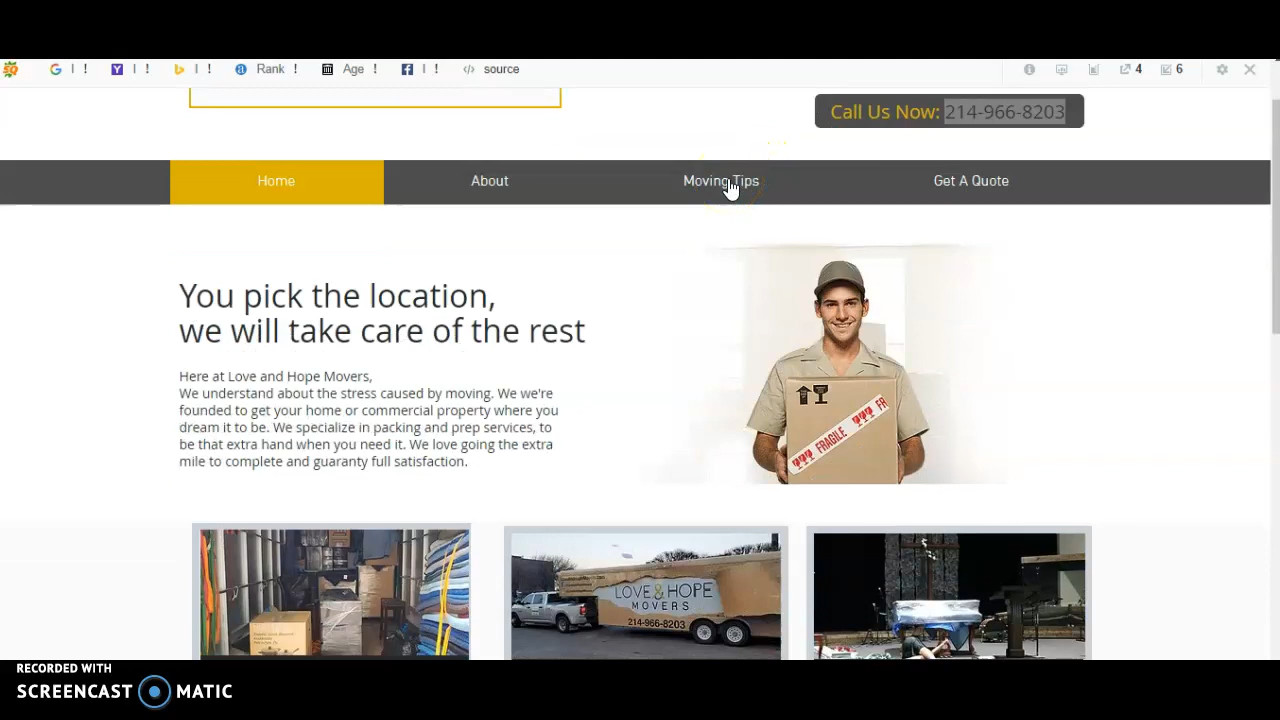 SQ G I ! Y I ! b I ! a Rank ! Age ! f I ! </> source 4 6
Call Us Now: 214-966-8203
Home About Moving Tips Get A Quote
You pick the location,
we will take care of the rest
Here at Love and Hope Movers,
We understand about the stress caused by moving. We we're
founded to get your home or commercial property where you
dream it to be. We specialize in packing and prep services, to
be that extra hand when you need it. We love going the extra
mile to complete and guaranty full satisfaction.
FRAGILE FR
LOVE & HOPE
MOVERS
214-966-8203
RECORDED WITH
SCREENCAST MATIC